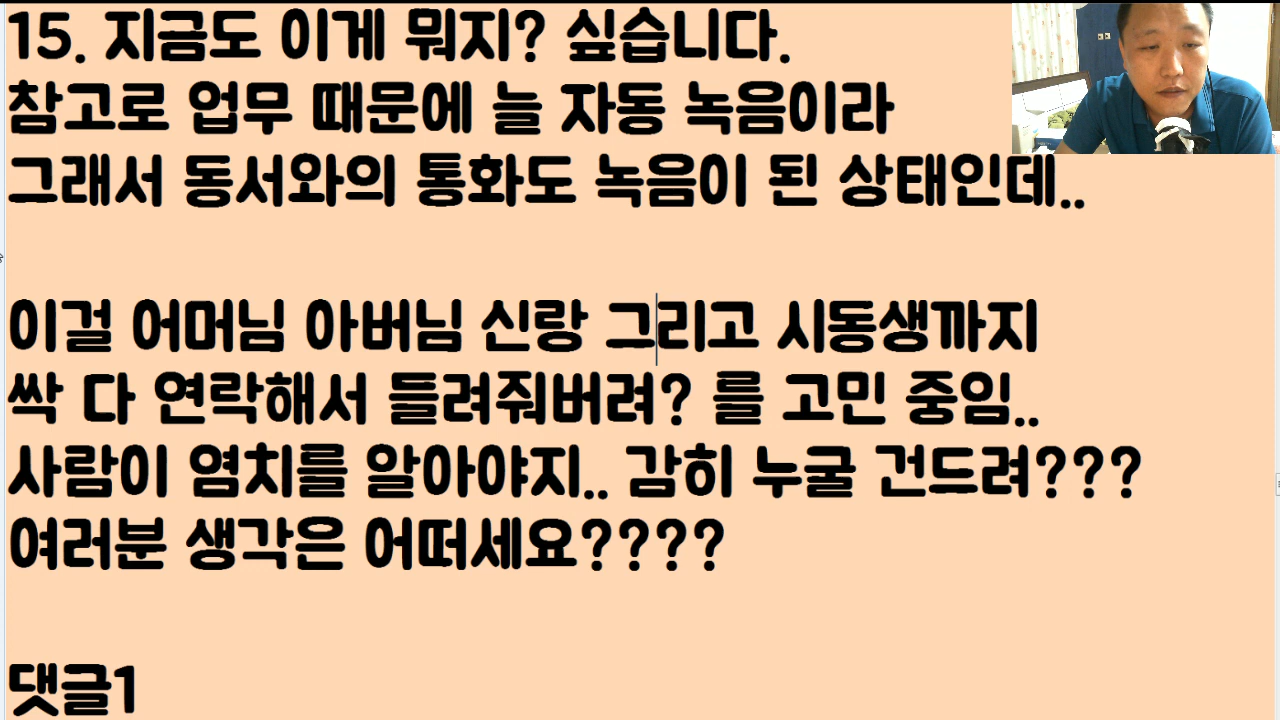 15. 지금도 이게 뭐지? 싶습니다.
참고로 업무 때문에 늘 자동 녹음이라
그래서 동서와의 통화도 녹음이 된 상태인데..
이걸 어머님 아버님 신랑 그리고 시동생까지
싹 다 연락해서 들려줘버려? 를 고민 중임..
사람이 염치를 알아야지.. 감히 누굴 건드려???
여러분 생각은 어떠세요????
댓글1